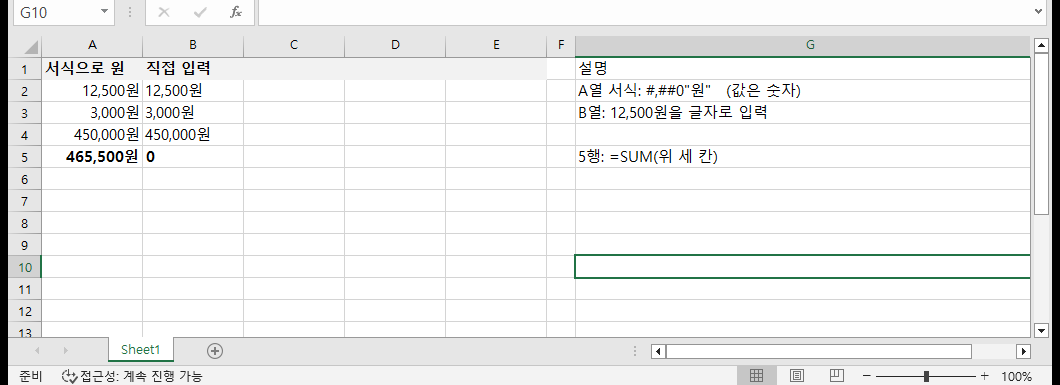 G10 fx
A B C D E F G
1 서식으로 원 직접 입력 설명
2 12,500원 12,500원 A열 서식: #,##0"원" (값은 숫자)
3 3,000원 3,000원 B열: 12,500원을 글자로 입력
4 450,000원 450,000원
5 465,500원 0 5행: =SUM(위 세 칸)
6
7
8
9
10
11
12
13
Sheet1
준비 접근성: 계속 진행 가능 100%